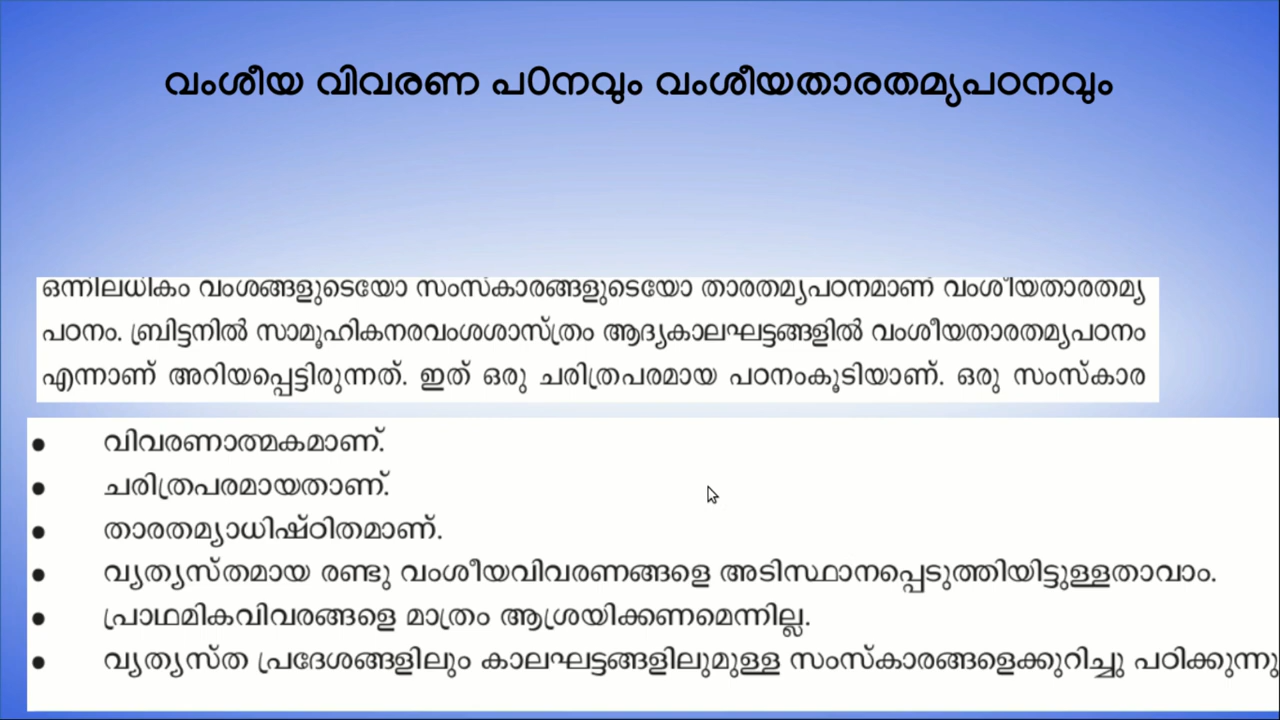 വംശീയ വിവരണ പഠനവും വംശീയതാരതമ്യപഠനവും
ഒന്നിലധികം വംശങ്ങളുടെയോ സംസ്കാരങ്ങളുടെയോ താരതമ്യപഠനമാണ് വംശീയതാരതമ്യ
പഠനം. ബ്രിട്ടനിൽ സാമൂഹികനരവംശശാസ്ത്രം ആദ്യകാലഘട്ടങ്ങളിൽ വംശീയതാരതമ്യപഠനം
എന്നാണ് അറിയപ്പെട്ടിരുന്നത്. ഇത് ഒരു ചരിത്രപരമായ പഠനംകൂടിയാണ്. ഒരു സംസ്കാര
• വിവരണാത്മകമാണ്.
• ചരിത്രപരമായതാണ്.
• താരതമ്യാധിഷ്ഠിതമാണ്.
• വ്യത്യസ്തമായ രണ്ടു വംശീയവിവരണങ്ങളെ അടിസ്ഥാനപ്പെടുത്തിയിട്ടുള്ളതാവാം.
• പ്രാഥമികവിവരങ്ങളെ മാത്രം ആശ്രയിക്കണമെന്നില്ല.
• വ്യത്യസ്ത പ്രദേശങ്ങളിലും കാലഘട്ടങ്ങളിലുമുള്ള സംസ്കാരങ്ങളെക്കുറിച്ചു പഠിക്കുന്നു